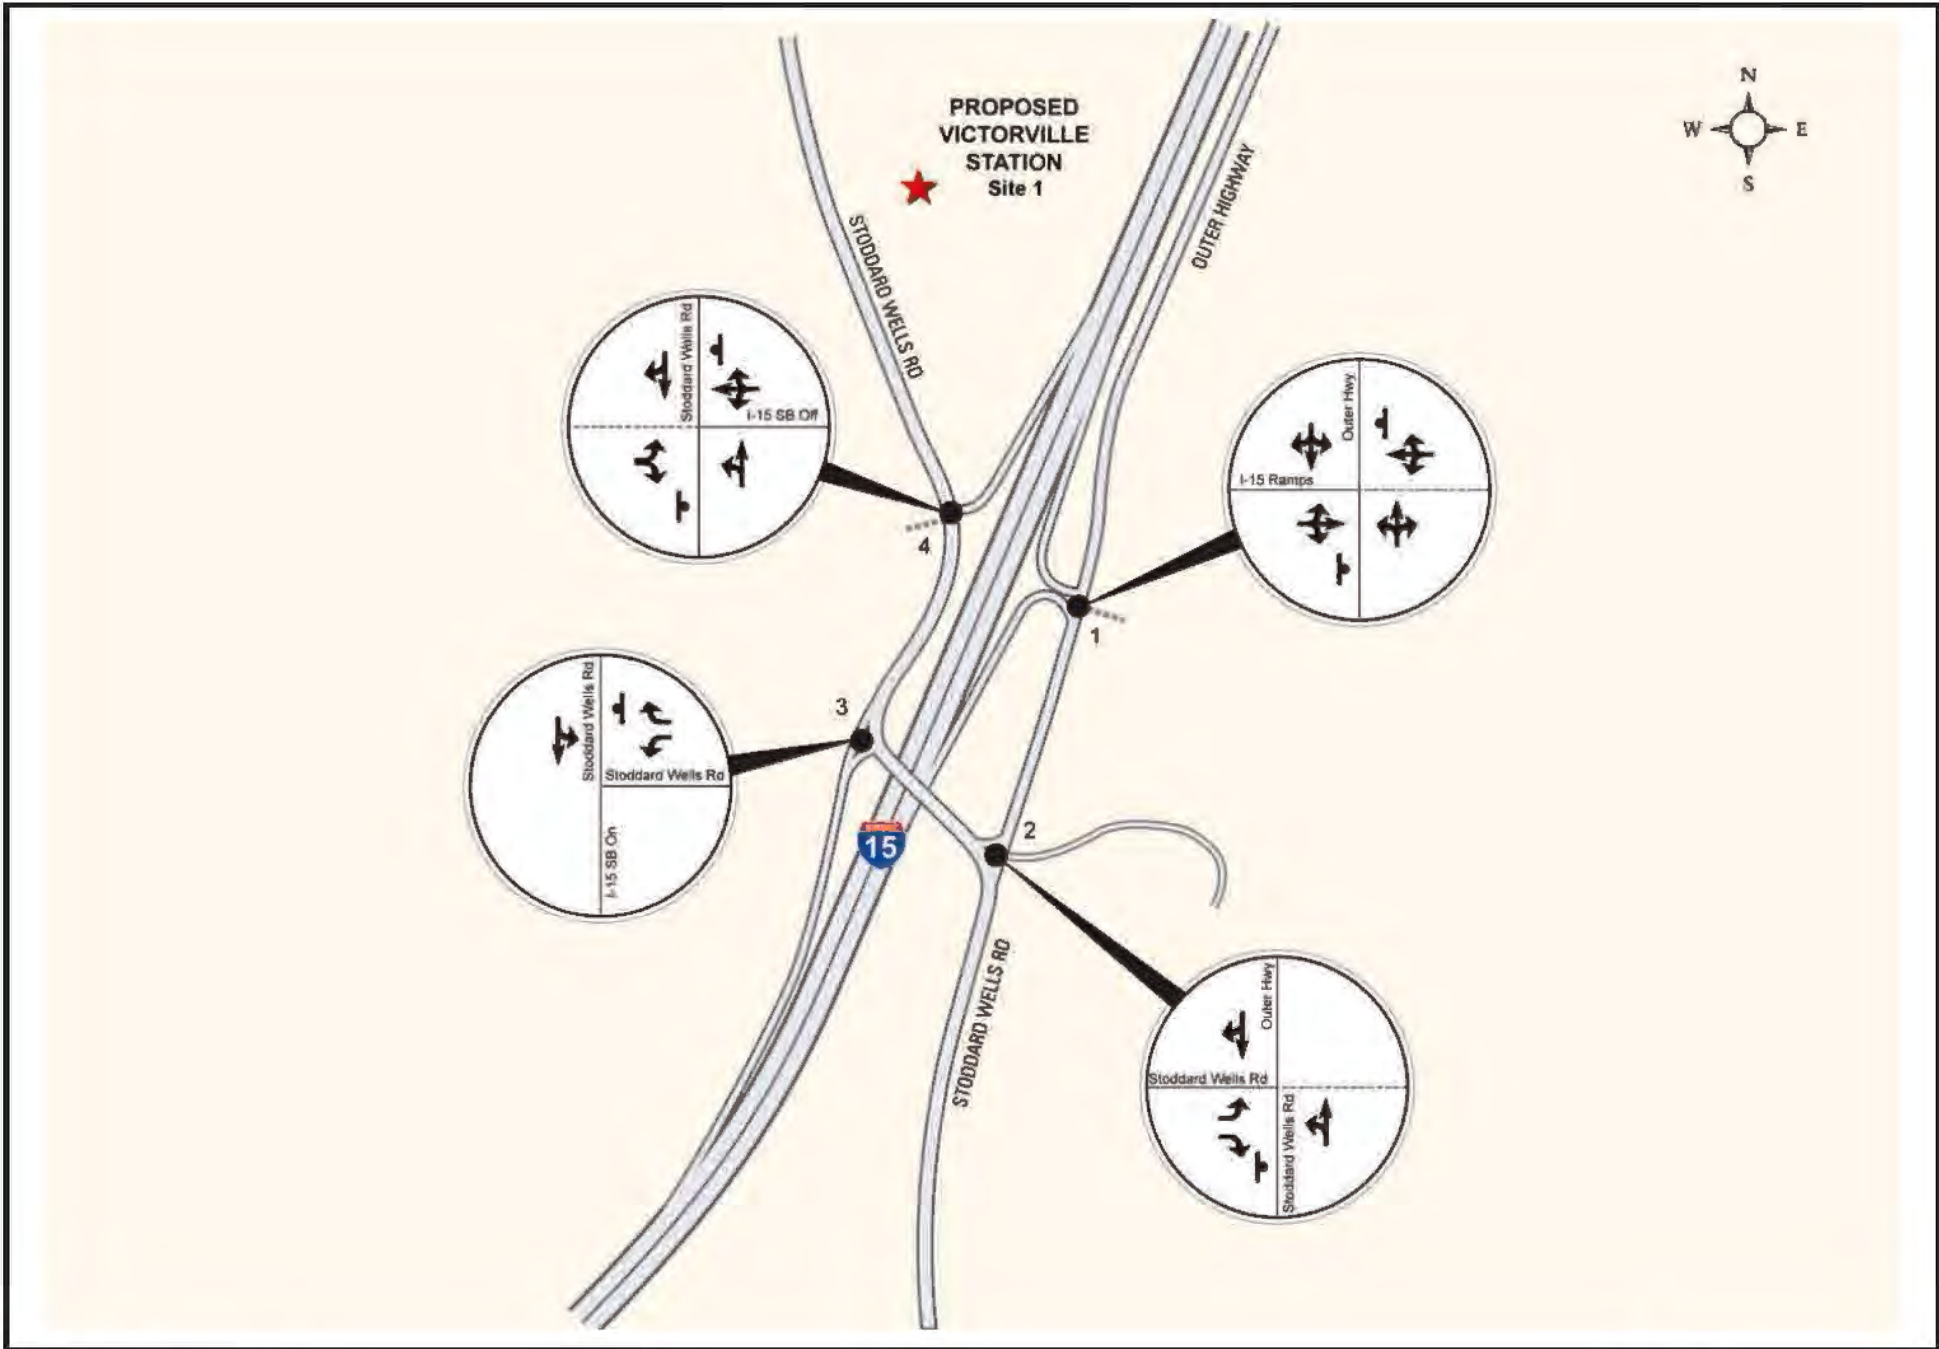 N
W E
S
PROPOSED
VICTORVILLE
STATION
Site 1
OUTER HIGHWAY
STODDARD WELLS RD
Stoddard Wells Rd
I-15 SB Off
4
Outer Hwy
I-15 Ramps
1
3
Stoddard Wells Rd
Stoddard Wells Rd
I-15 SB On
15
2
STODDARD WELLS RD
Outer Hwy
Stoddard Wells Rd
Stoddard Wells Rd